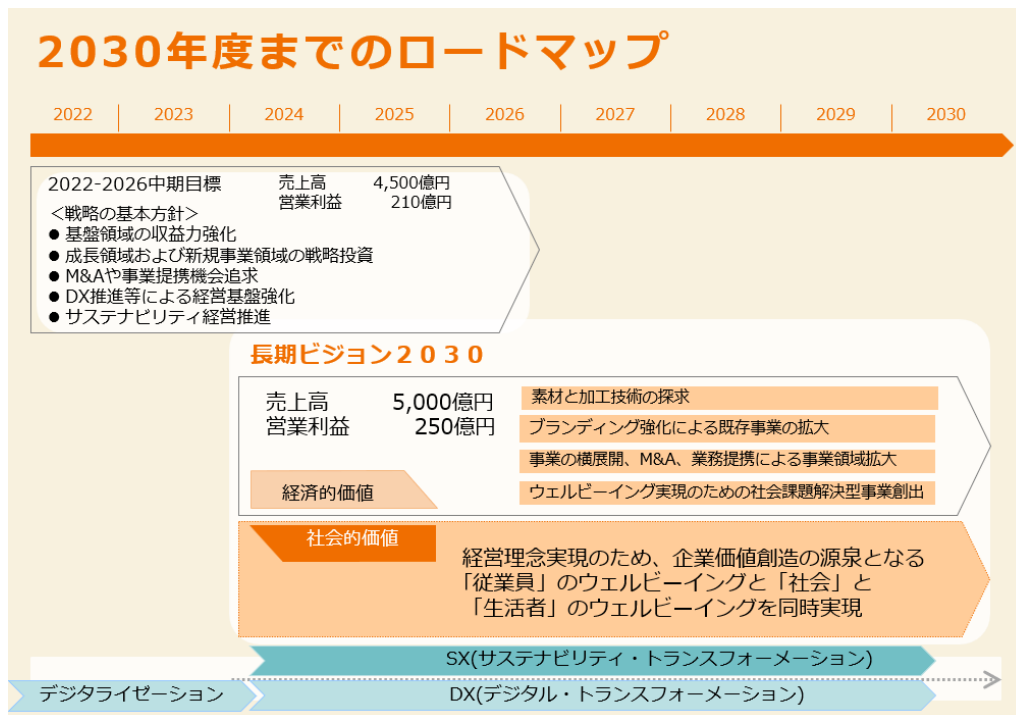 2030年度までのロードマップ
2022 2023 2024 2025 2026 2027 2028 2029 2030
2022-2026中期目標
売上高 4,500億円
営業利益 210億円
＜戦略の基本方針＞
● 基盤領域の収益力強化
● 成長領域および新規事業領域の戦略投資
● M&Aや事業提携機会追求
● DX推進等による経営基盤強化
● サステナビリティ経営推進
長期ビジョン２０３０
売上高 5,000億円
営業利益 250億円
経済的価値
素材と加工技術の探求
ブランディング強化による既存事業の拡大
事業の横展開、M&A、業務提携による事業領域拡大
ウェルビーイング実現のための社会課題解決型事業創出
社会的価値
経営理念実現のため、企業価値創造の源泉となる
「従業員」のウェルビーイングと「社会」と
「生活者」のウェルビーイングを同時実現
SX(サステナビリティ・トランスフォーメーション)
デジタライゼーション
DX(デジタル・トランスフォーメーション)